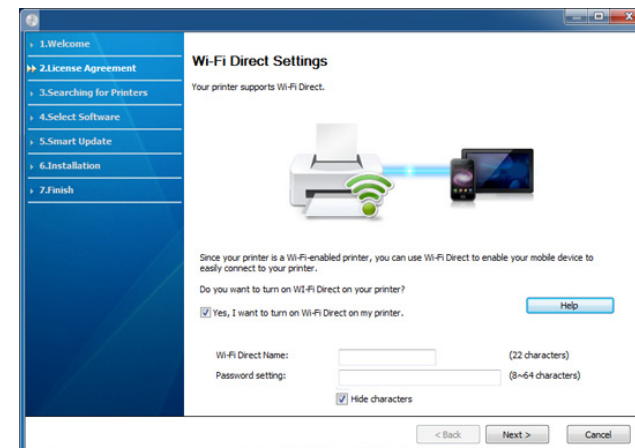 1.Welcome
2.License Agreement
3.Searching for Printers
4.Select Software
5.Smart Update
6.Installation
7.Finish
Wi-Fi Direct Settings
Your printer supports Wi-Fi Direct.
Since your printer is a Wi-Fi-enabled printer, you can use Wi-Fi Direct to enable your mobile device to
easily connect to your printer.
Do you want to turn on WI-Fi Direct on your printer?
Help
Yes, I want to turn on Wi-Fi Direct on my printer.
Wi-Fi Direct Name: (22 characters)
Password setting: (8~64 characters)
Hide characters
< Back Next > Cancel